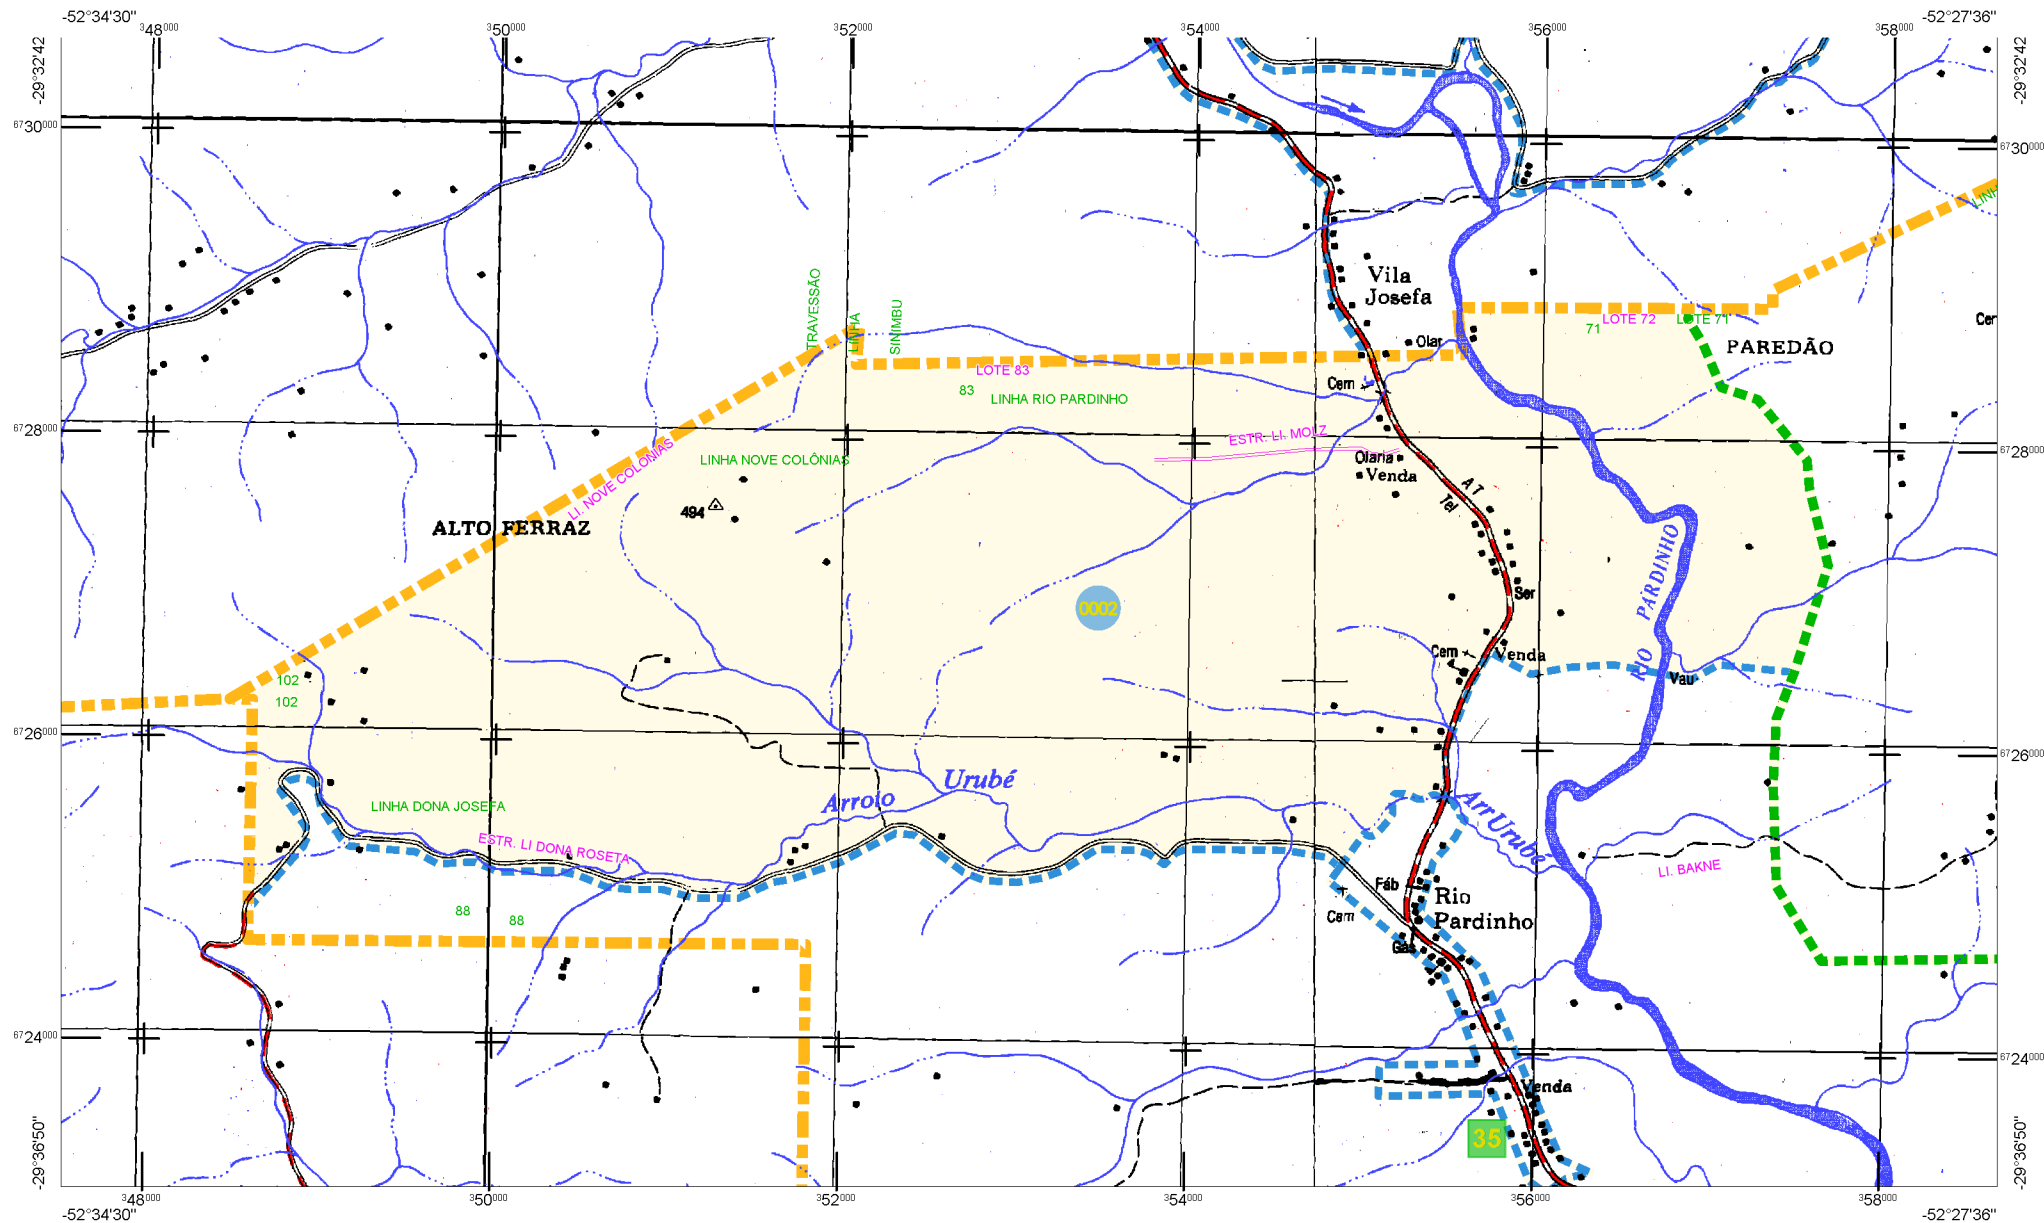 -52°34'30"
-52°27'36"
348000
350000
352000
354000
356000
358000
-29°32'42
-29°32'42
6730000
6730000
LINH
TRAVESSÃO
LINHA
SINIMBU
Vila
Josefa
LOTE 72
LOTE 71
71
Cer
PAREDÃO
Olar
LOTE 83
Cem
83
LINHA RIO PARDINHO
6728000
6728000
ESTR. LI. MOLZ
LI. NOVE COLONIAS
LINHA NOVE COLÔNIAS
Olaria
Venda
A T
Tel
494
ALTO FERRAZ
RIO PARDINHO
Ser
0002
Cem
Venda
Vau
102
102
6726000
6726000
Urubé
Arroio
LINHA DONA JOSEFA
Arr Urubé
ESTR. LI DONA ROSETA
LI. BAKNE
Fáb
Rio
Pardinho
Cem
88
88
Gás
6724000
6724000
Venda
35
-29°36'50"
-29°36'50"
348000
350000
352000
354000
356000
358000
-52°34'30"
-52°27'36"